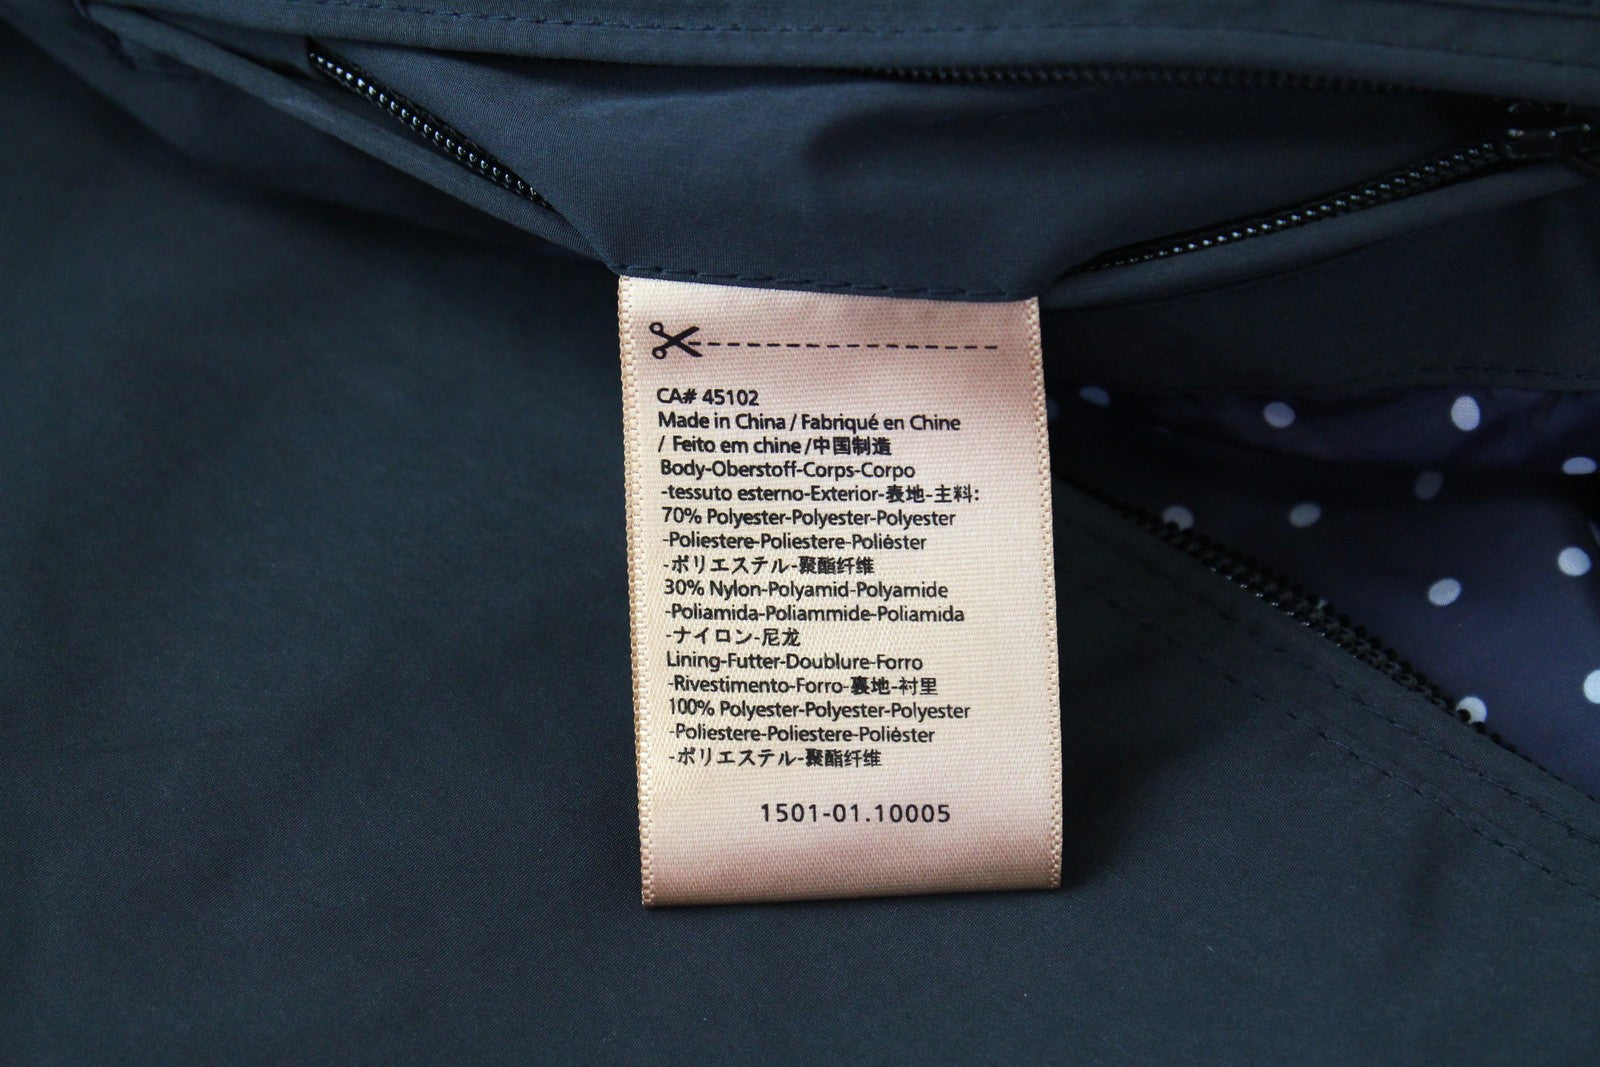 CA# 45102
Made in China / Fabriqué en Chine
/ Feito em chine /中国制造
Body-Oberstoff-Corps-Corpo
-tessuto esterno-Exterior-表地-主料:
70% Polyester-Polyester-Polyester
-Poliestere-Poliestere-Poliéster
-ポリエステル-聚酯纤维
30% Nylon-Polyamid-Polyamide
-Poliamida-Poliammide-Poliamida
-ナイロン-尼龙
Lining-Futter-Doublure-Forro
-Rivestimento-Forro-裏地-衬里
100% Polyester-Polyester-Polyester
-Poliestere-Poliestere-Poliéster
-ポリエステル-聚酯纤维
1501-01.10005